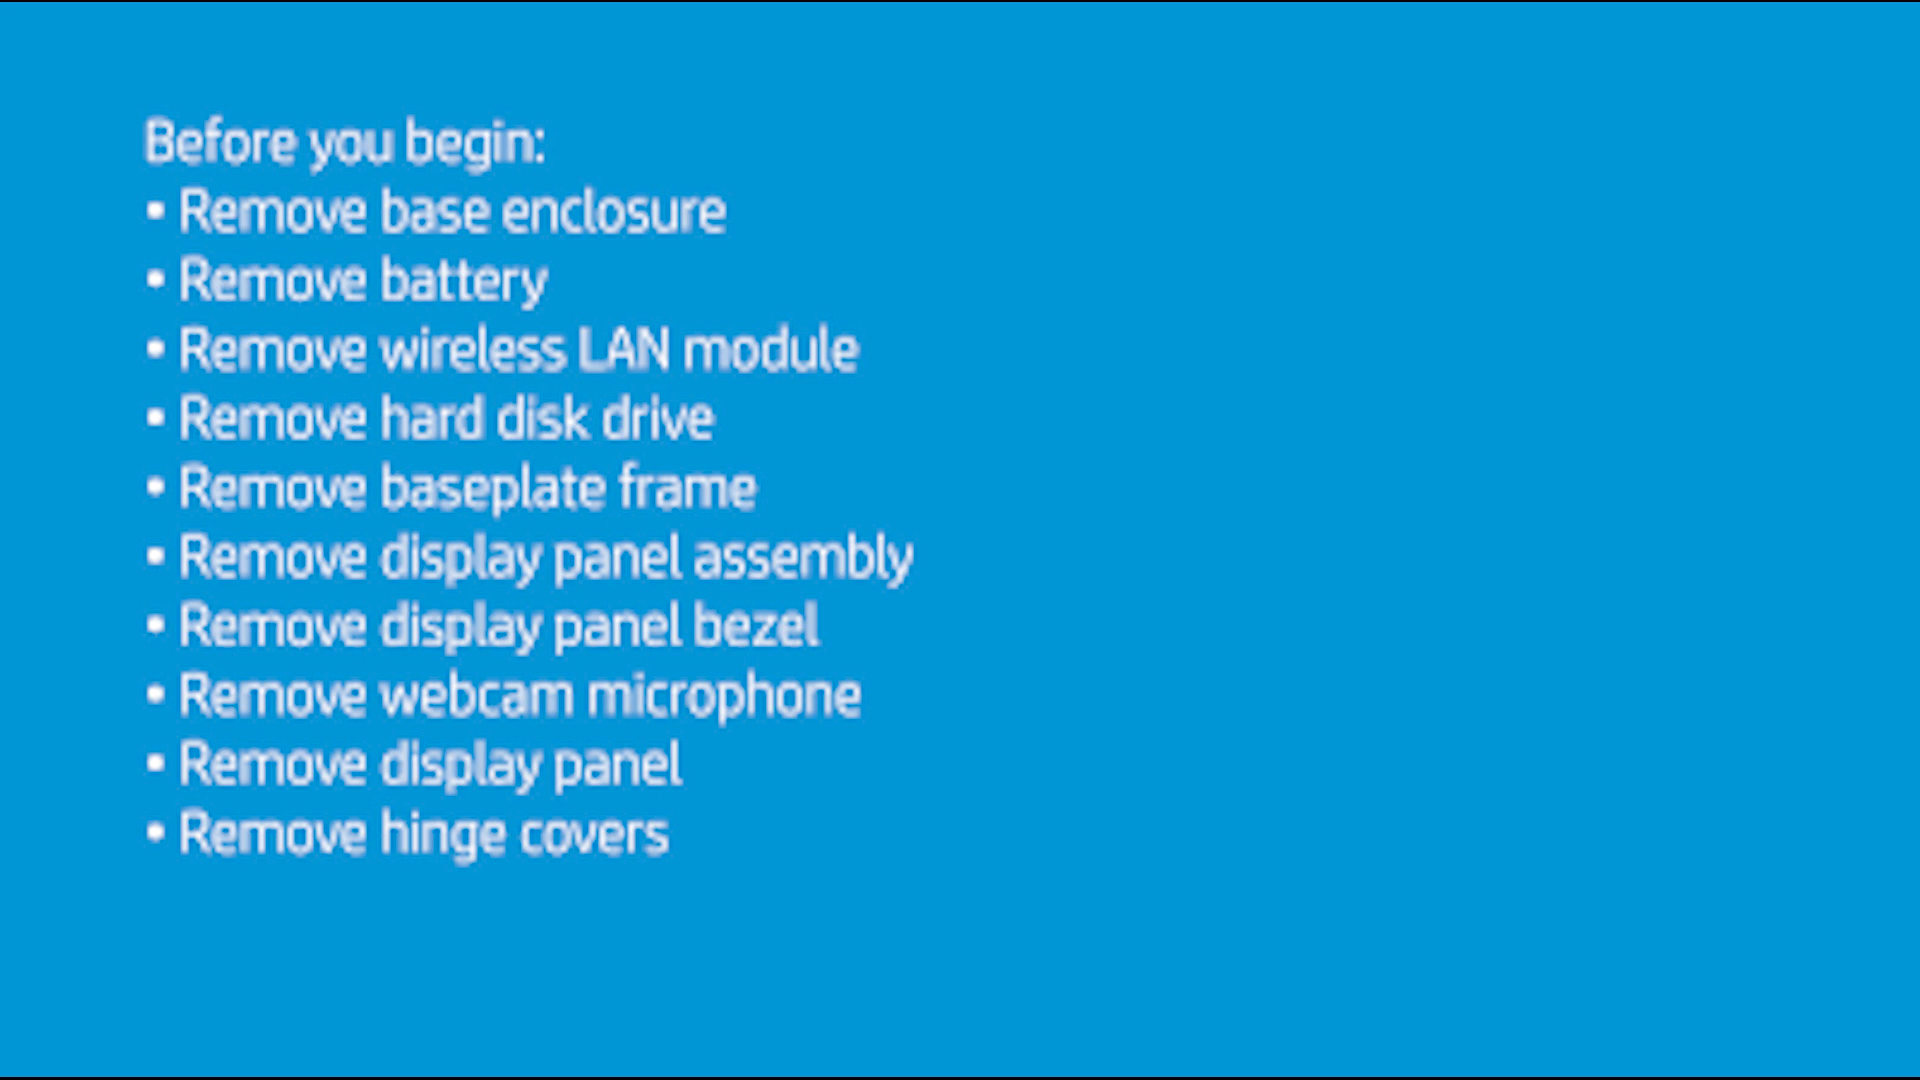 Before you begin:
• Remove base enclosure
• Remove battery
• Remove wireless LAN module
• Remove hard disk drive
• Remove baseplate frame
• Remove display panel assembly
• Remove display panel bezel
• Remove webcam microphone
• Remove display panel
• Remove hinge covers